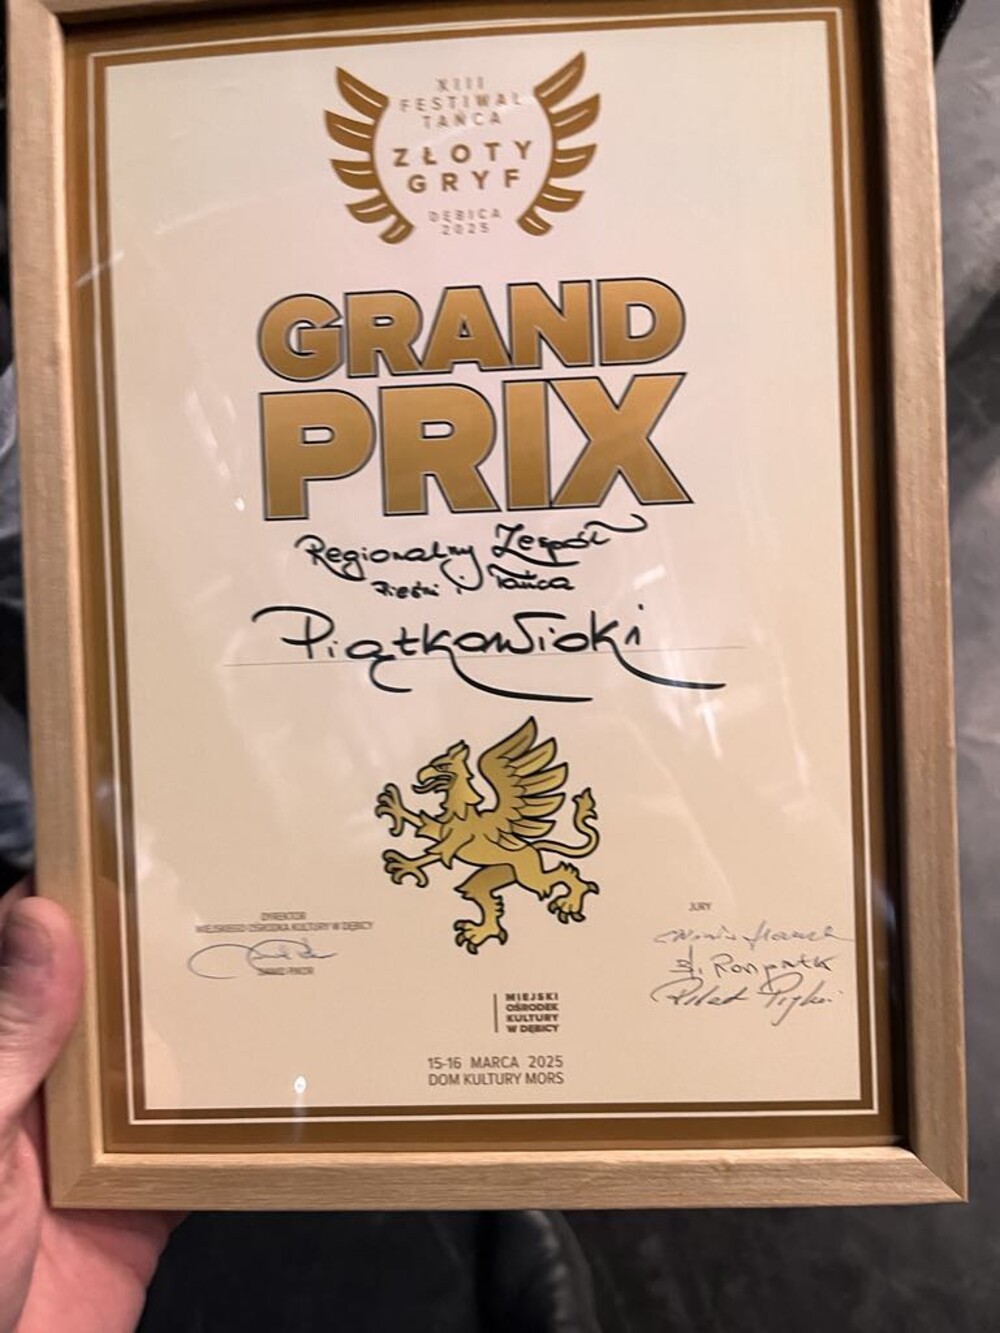 XIII
FESTIWAL
TAŃCA
ZŁOTY
GRYF
DĘBICA
2025
GRAND
PRIX
Regionalny Zespół
Pieśni i Tańca
Piątkowioki
DYREKTOR
MIEJSKIEGO OŚRODKA KULTURY W DĘBICY
JURY
MIEJSKI
OŚRODEK
KULTURY
W DĘBICY
15-16 MARCA 2025
DOM KULTURY MORS